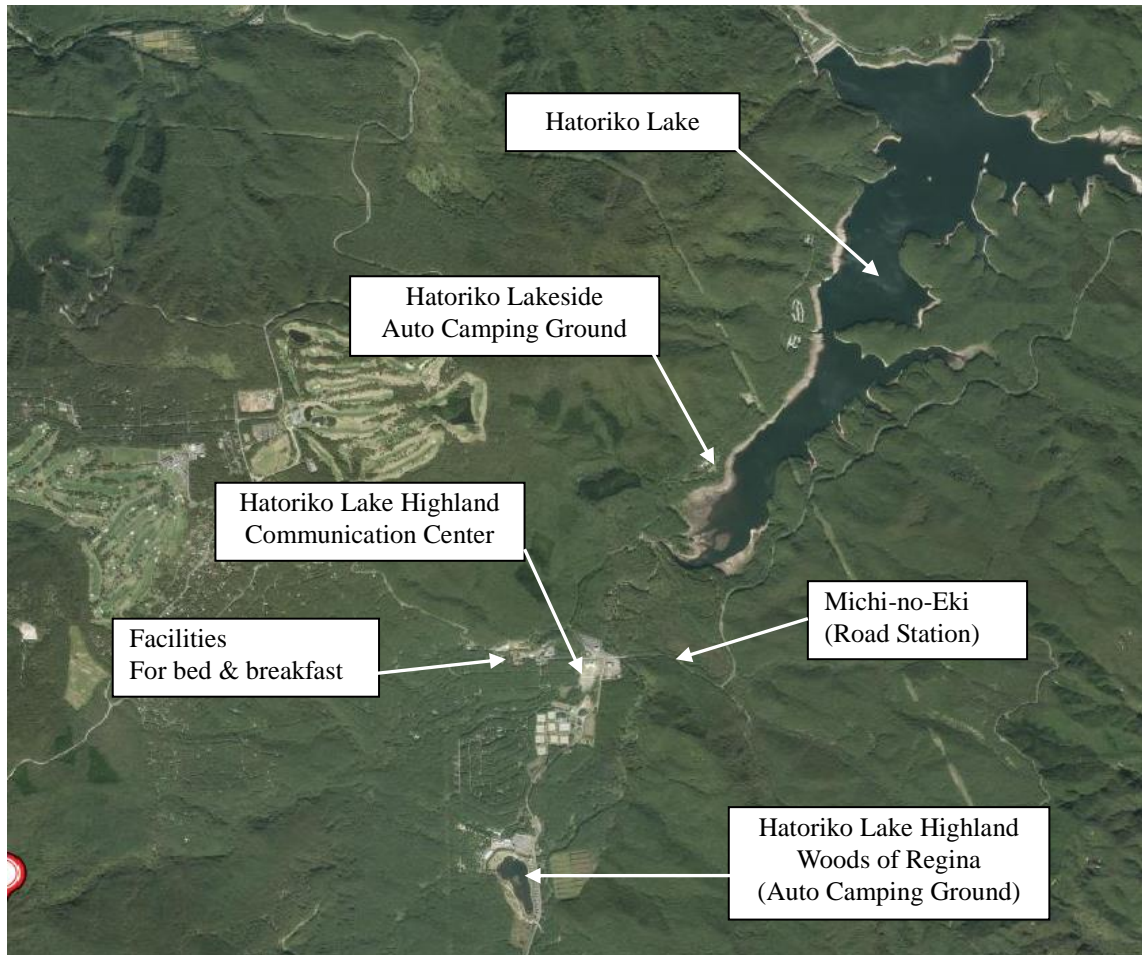 Hatoriko Lake
Hatoriko Lakeside
Auto Camping Ground
Hatoriko Lake Highland
Communication Center
Michi-no-Eki
(Road Station)
Facilities
For bed & breakfast
Hatoriko Lake Highland
Woods of Regina
(Auto Camping Ground)